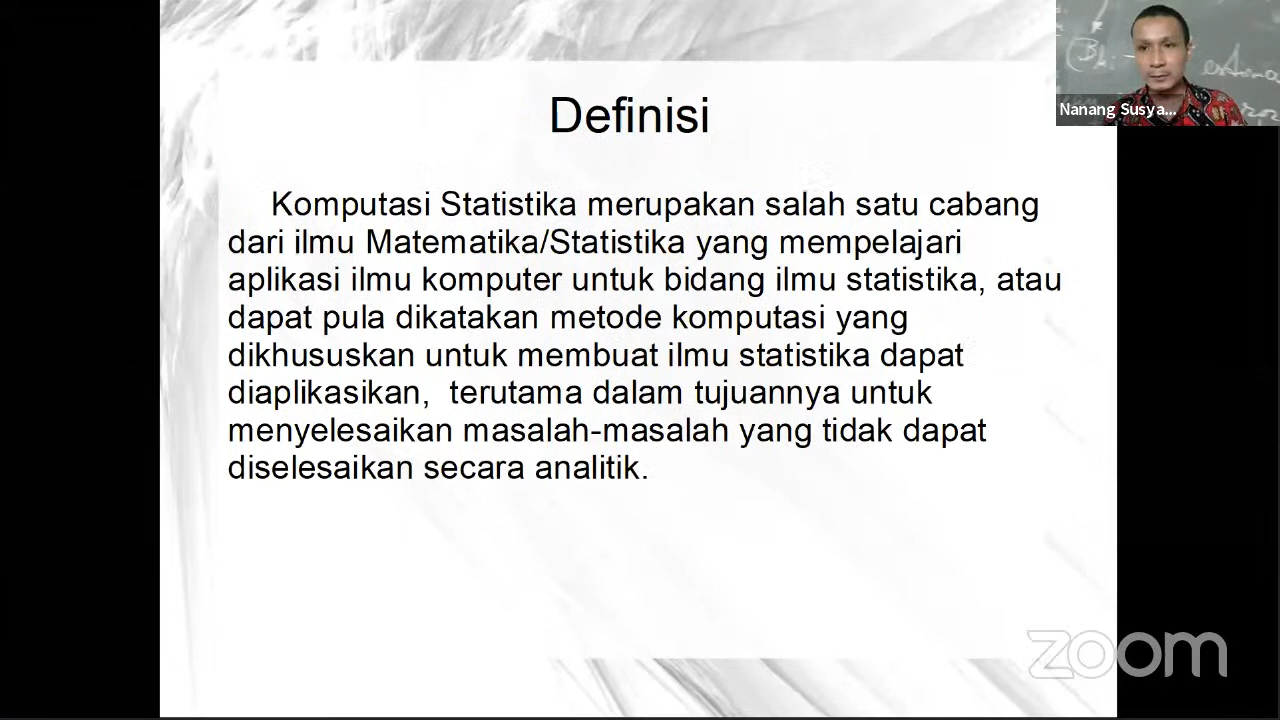 Definisi
Komputasi Statistika merupakan salah satu cabang
dari ilmu Matematika/Statistika yang mempelajari
aplikasi ilmu komputer untuk bidang ilmu statistika, atau
dapat pula dikatakan metode komputasi yang
dikhususkan untuk membuat ilmu statistika dapat
diaplikasikan,  terutama dalam tujuannya untuk
menyelesaikan masalah-masalah yang tidak dapat
diselesaikan secara analitik.
Nanang Susya...
zoom